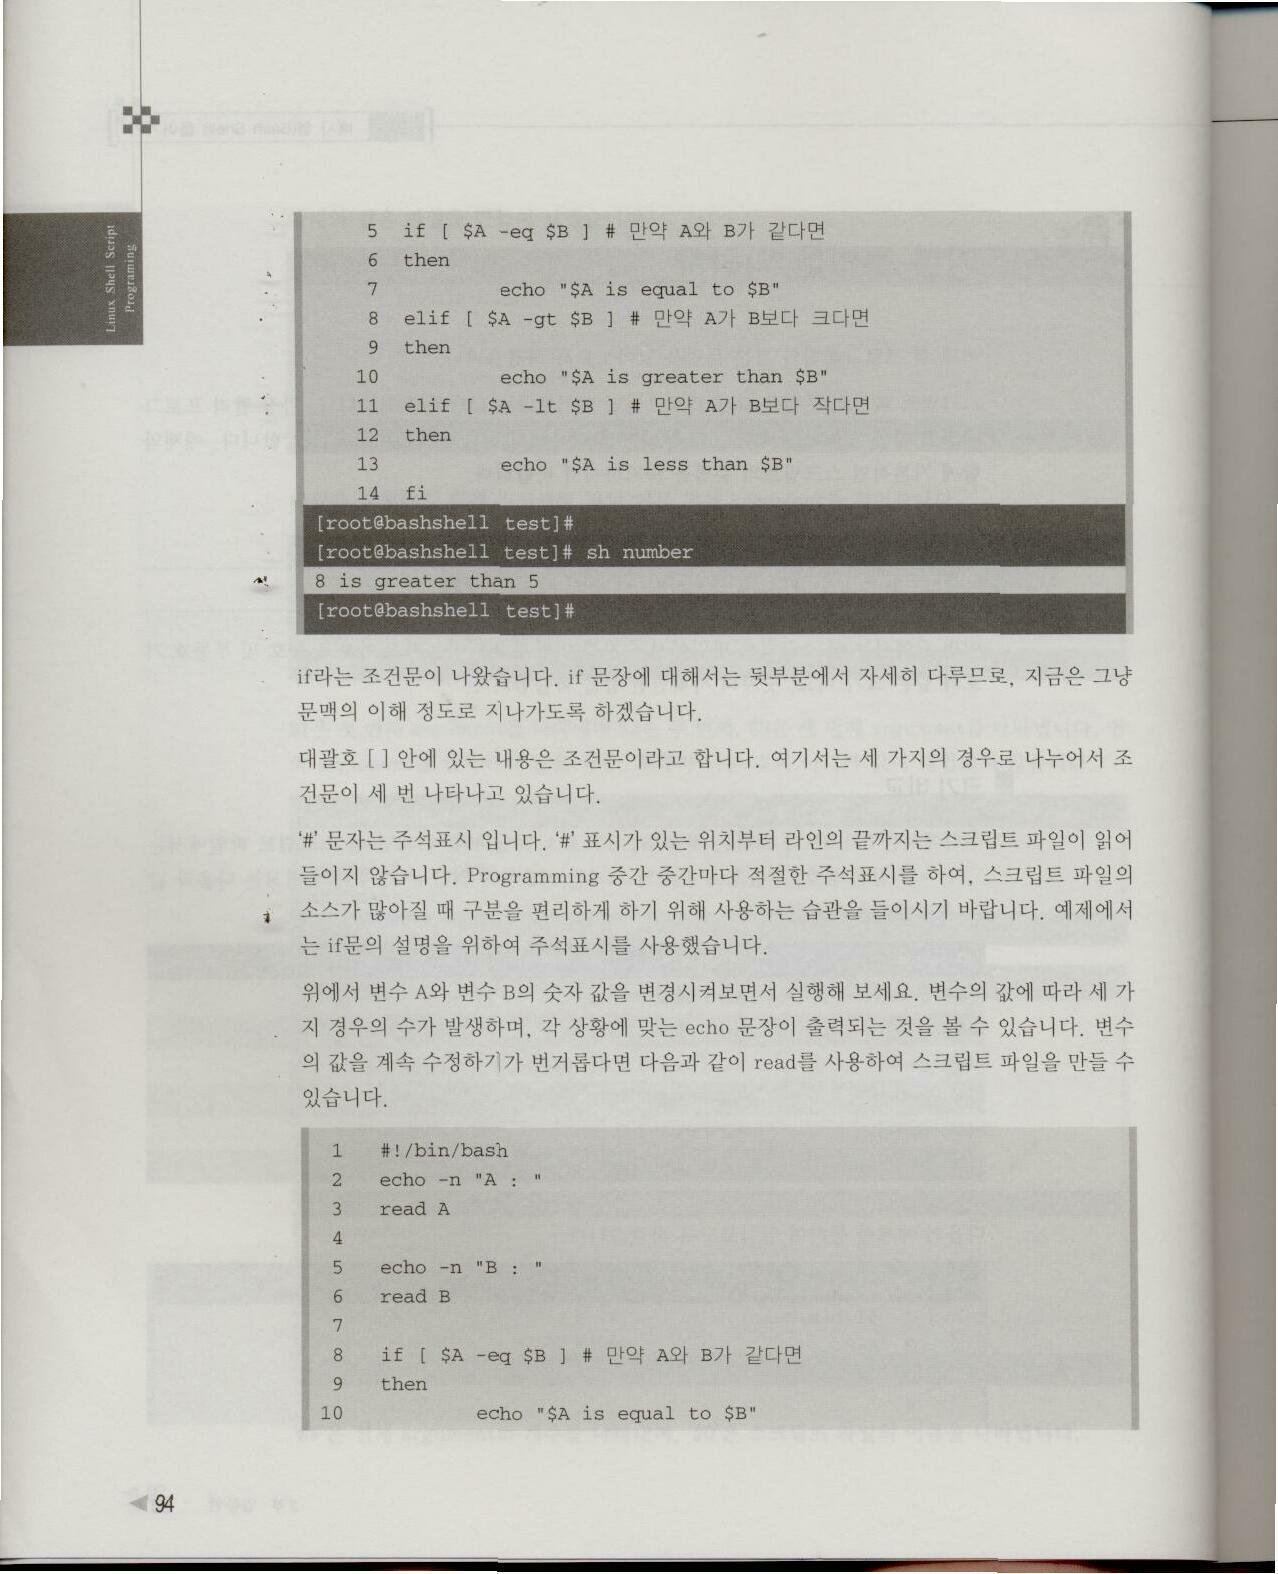 Linux Shell Script
Programing
5 if [ $A -eq $B ] # 만약 A와 B가 같다면
6 then
7 echo "$A is equal to $B"
8 elif [ $A -gt $B ] # 만약 A가 B보다 크다면
9 then
10 echo "$A is greater than $B"
11 elif [ $A -lt $B ] # 만약 A가 B보다 작다면
12 then
13 echo "$A is less than $B"
14 fi
[root@bashshell test]#
[root@bashshell test]# sh number
8 is greater than 5
[root@bashshell test]#
if라는 조건문이 나왔습니다. if 문장에 대해서는 뒷부분에서 자세히 다루므로, 지금은 그냥
문맥의 이해 정도로 지나가도록 하겠습니다.
대괄호 [ ] 안에 있는 내용은 조건문이라고 합니다. 여기서는 세 가지의 경우로 나누어서 조
건문이 세 번 나타나고 있습니다.
'#' 문자는 주석표시 입니다. '#' 표시가 있는 위치부터 라인의 끝까지는 스크립트 파일이 읽어
들이지 않습니다. Programming 중간 중간마다 적절한 주석표시를 하여, 스크립트 파일의
소스가 많아질 때 구분을 편리하게 하기 위해 사용하는 습관을 들이시기 바랍니다. 예제에서
는 if문의 설명을 위하여 주석표시를 사용했습니다.
위에서 변수 A와 변수 B의 숫자 값을 변경시켜보면서 실행해 보세요. 변수의 값에 따라 세 가
지 경우의 수가 발생하며, 각 상황에 맞는 echo 문장이 출력되는 것을 볼 수 있습니다. 변수
의 값을 계속 수정하기가 번거롭다면 다음과 같이 read를 사용하여 스크립트 파일을 만들 수
있습니다.
1 #!/bin/bash
2 echo -n "A : "
3 read A
4
5 echo -n "B : "
6 read B
7
8 if [ $A -eq $B ] # 만약 A와 B가 같다면
9 then
10 echo "$A is equal to $B"
94